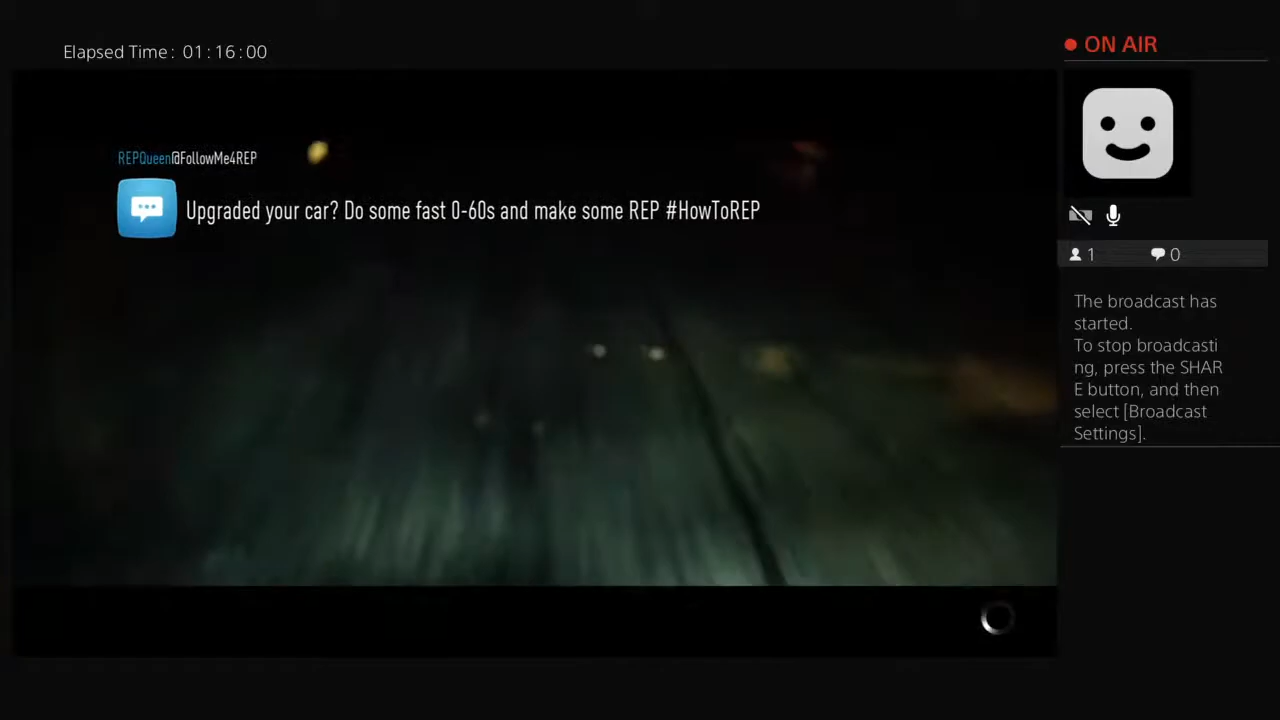 Elapsed Time: 01:16:00
ON AIR
REPQueen@FollowMe4REP
Upgraded your car? Do some fast 0-60s and make some REP #HowToREP
1
0
The broadcast has
started.
To stop broadcasti
ng, press the SHAR
E button, and then
select [Broadcast
Settings].